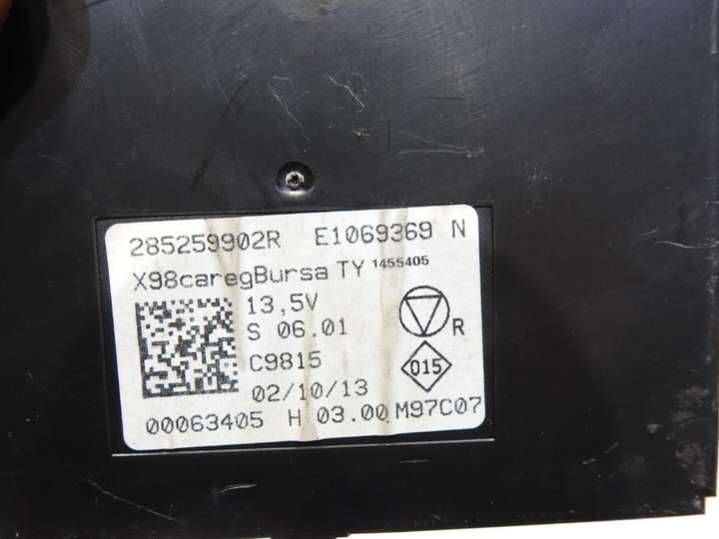 285259902R E1069369 N
X98caregBursa TY 1455405
13,5V
S 06.01
R
C9815
015
02/10/13
00063405 H 03.00 M97C07